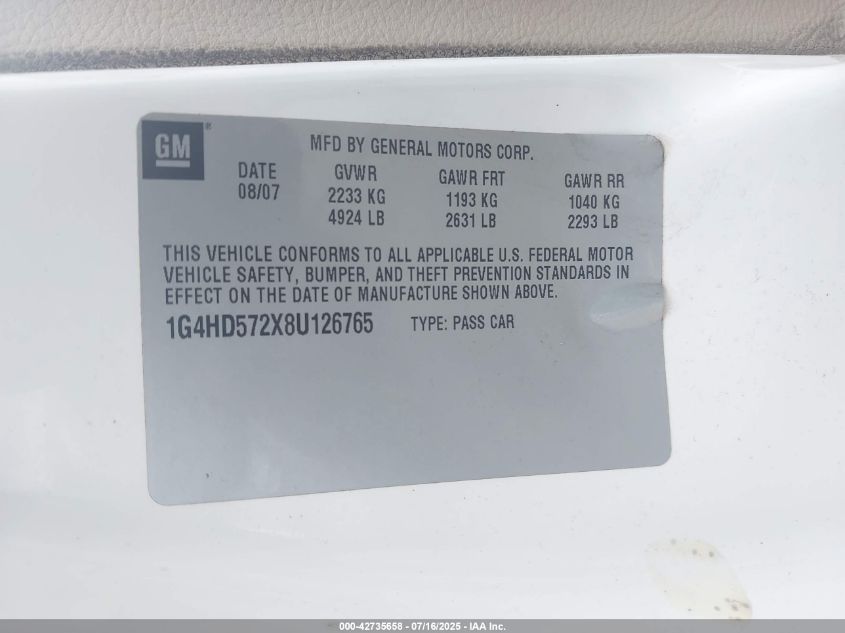 GM ®
MFD BY GENERAL MOTORS CORP.
DATE GVWR GAWR FRT GAWR RR
08/07 2233 KG 1193 KG 1040 KG
4924 LB 2631 LB 2293 LB
THIS VEHICLE CONFORMS TO ALL APPLICABLE U.S. FEDERAL MOTOR
VEHICLE SAFETY, BUMPER, AND THEFT PREVENTION STANDARDS IN
EFFECT ON THE DATE OF MANUFACTURE SHOWN ABOVE.
1G4HD572X8U126765 TYPE: PASS CAR
000-42735658 - 07/16/2025 - IAA Inc.